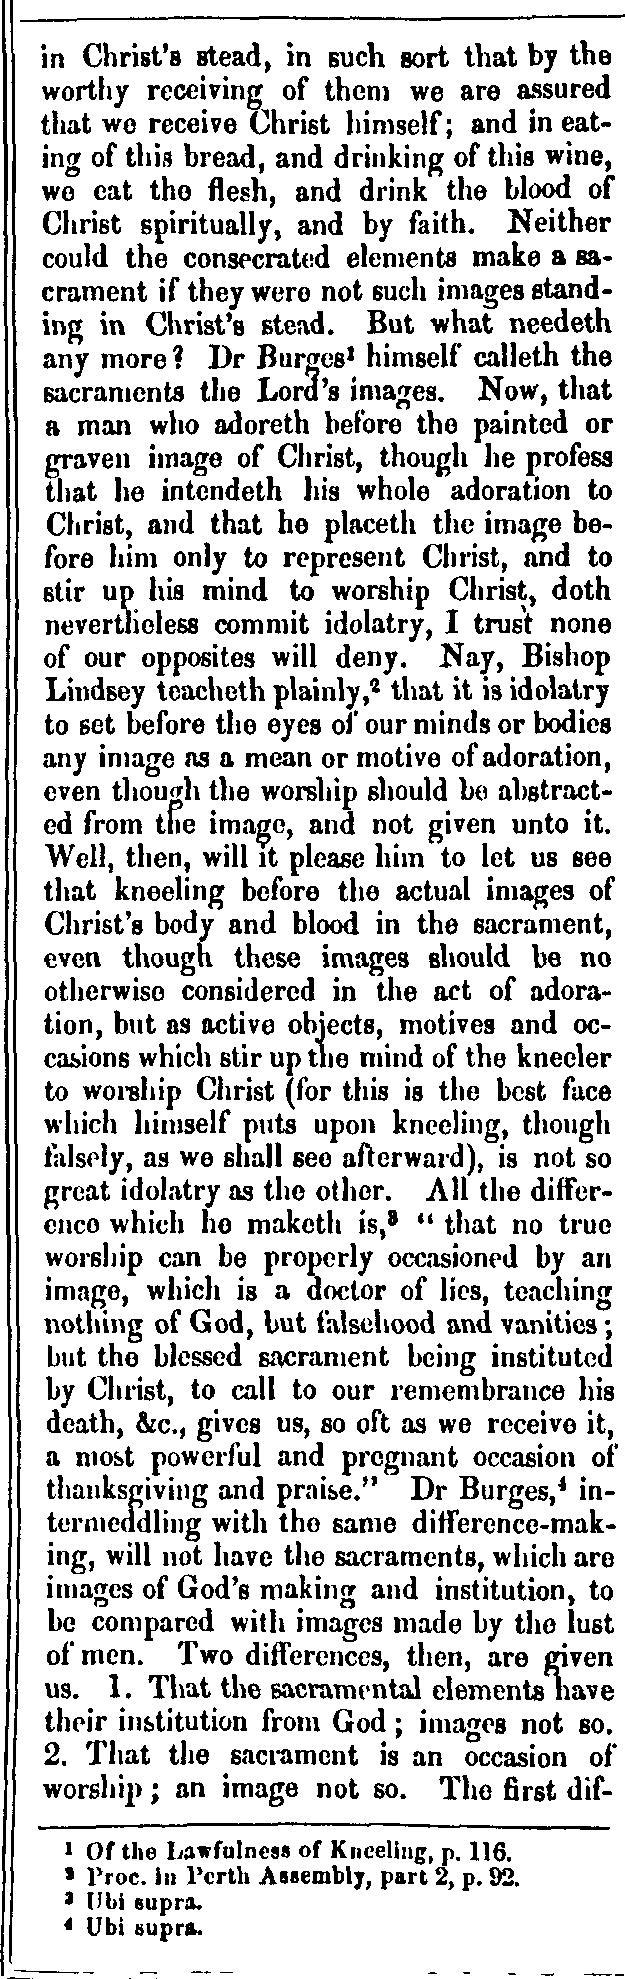 in Christ's stead, in such sort that by the
worthy receiving of them we are assured
that we receive Christ himself; and in eat-
ing of this bread, and drinking of this wine,
we eat the flesh, and drink the blood of
Christ spiritually, and by faith. Neither
could the consecrated elements make a sa-
crament if they were not such images stand-
ing in Christ's stead. But what needeth
any more? Dr Burges¹ himself calleth the
sacraments the Lord's images. Now, that
a man who adoreth before the painted or
graven image of Christ, though he profess
that he intendeth his whole adoration to
Christ, and that he placeth the image be-
fore him only to represent Christ, and to
stir up his mind to worship Christ, doth
nevertheless commit idolatry, I trust none
of our opposites will deny. Nay, Bishop
Lindsey teacheth plainly,² that it is idolatry
to set before the eyes of our minds or bodies
any image as a mean or motive of adoration,
even though the worship should be abstract-
ed from the image, and not given unto it.
Well, then, will it please him to let us see
that kneeling before the actual images of
Christ's body and blood in the sacrament,
even though these images should be no
otherwise considered in the act of adora-
tion, but as active objects, motives and oc-
casions which stir up the mind of the kneeler
to worship Christ (for this is the best face
which himself puts upon kneeling, though
falsely, as we shall see afterward), is not so
great idolatry as the other. All the differ-
ence which he maketh is,³ "that no true
worship can be properly occasioned by an
image, which is a doctor of lies, teaching
nothing of God, but falsehood and vanities;
but the blessed sacrament being instituted
by Christ, to call to our remembrance his
death, &c., gives us, so oft as we receive it,
a most powerful and pregnant occasion of
thanksgiving and praise." Dr Burges,⁴ in-
termeddling with the same difference-mak-
ing, will not have the sacraments, which are
images of God's making and institution, to
be compared with images made by the lust
of men. Two differences, then, are given
us. 1. That the sacramental elements have
their institution from God; images not so.
2. That the sacrament is an occasion of
worship; an image not so. The first dif-
¹ Of the Lawfulness of Kneeling, p. 116.
² Proc. in Perth Assembly, part 2, p. 92.
³ Ubi supra.
⁴ Ubi supra.